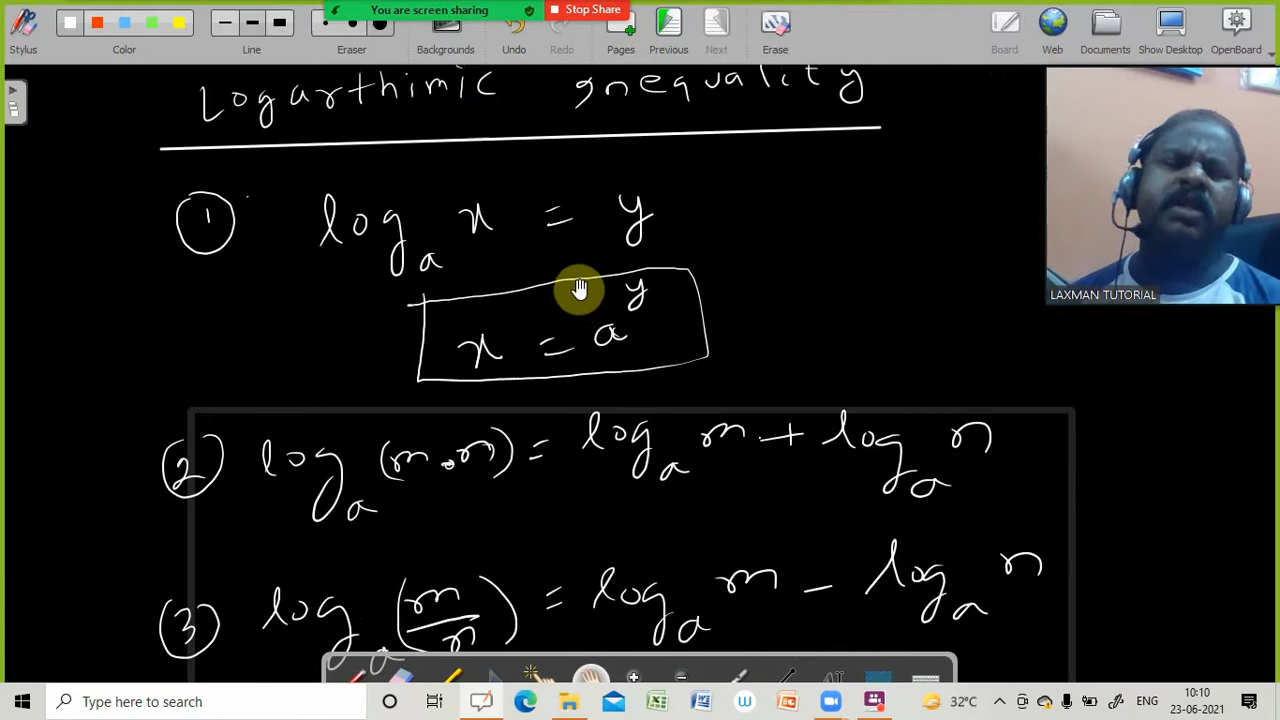 You are screen sharing Stop Share
Stylus Color Line Eraser Backgrounds Undo Redo Pages Previous Next Erase Board Web Documents Show Desktop OpenBoard
Logarthimic Inequality
LAXMAN TUTORIAL
① log_a x = y
x = a^y
② log_a (m.n) = log_a m + log_a n
③ log_a (m/n) = log_a m - log_a n
Type here to search 32°C ENG 10:10
23-06-2021